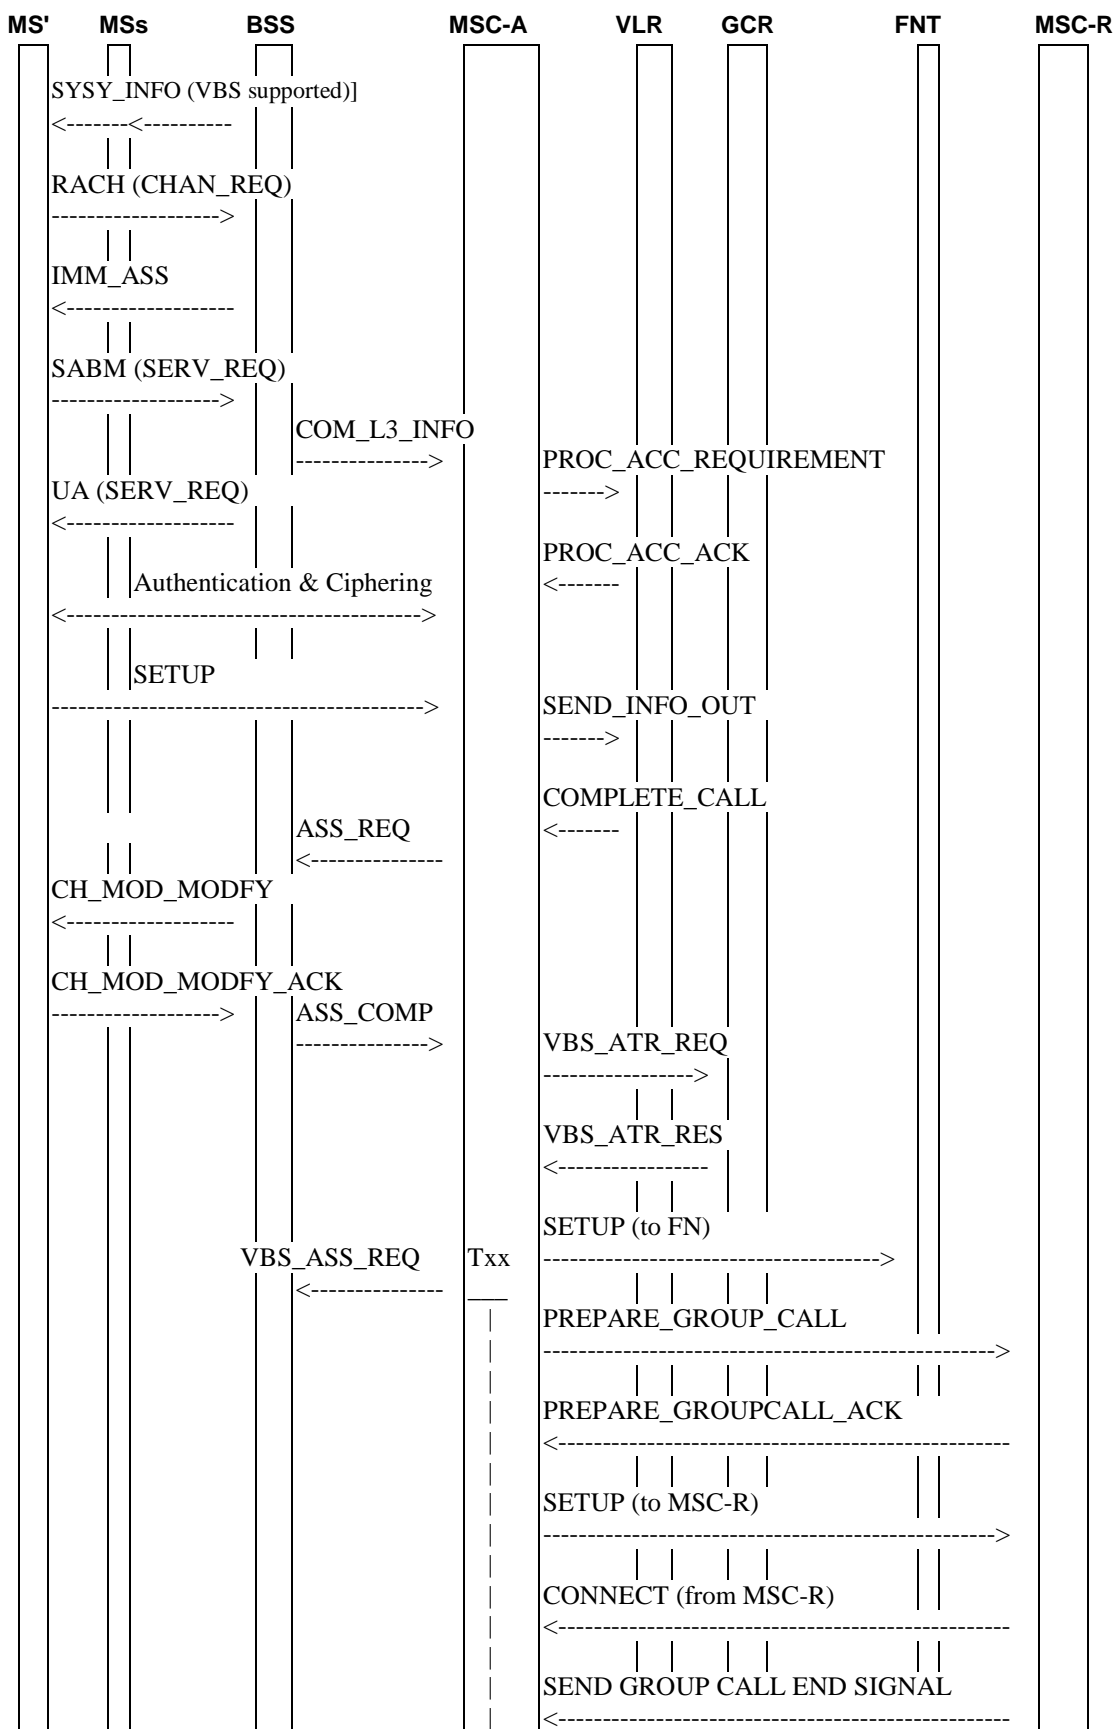 MS' MSs BSS MSC-A VLR GCR FNT MSC-R
SYSY_INFO (VBS supported)]
<-------<----------
RACH (CHAN_REQ)
------------------->
IMM_ASS
<-------------------
SABM (SERV_REQ)
------------------->
COM_L3_INFO
--------------->
PROC_ACC_REQUIREMENT
------->
UA (SERV_REQ)
<-------------------
PROC_ACC_ACK
<-------
Authentication & Ciphering
<---------------------------------------->
SETUP
------------------------------------------>
SEND_INFO_OUT
------->
COMPLETE_CALL
<-------
ASS_REQ
<---------------
CH_MOD_MODFY
<-------------------
CH_MOD_MODFY_ACK
------------------->
ASS_COMP
--------------->
VBS_ATR_REQ
----------------->
VBS_ATR_RES
<-----------------
SETUP (to FN)
-------------------------------------->
VBS_ASS_REQ Txx
<--------------- ___
PREPARE_GROUP_CALL
--------------------------------------------------->
PREPARE_GROUPCALL_ACK
<---------------------------------------------------
SETUP (to MSC-R)
--------------------------------------------------->
CONNECT (from MSC-R)
<---------------------------------------------------
SEND GROUP CALL END SIGNAL
<---------------------------------------------------